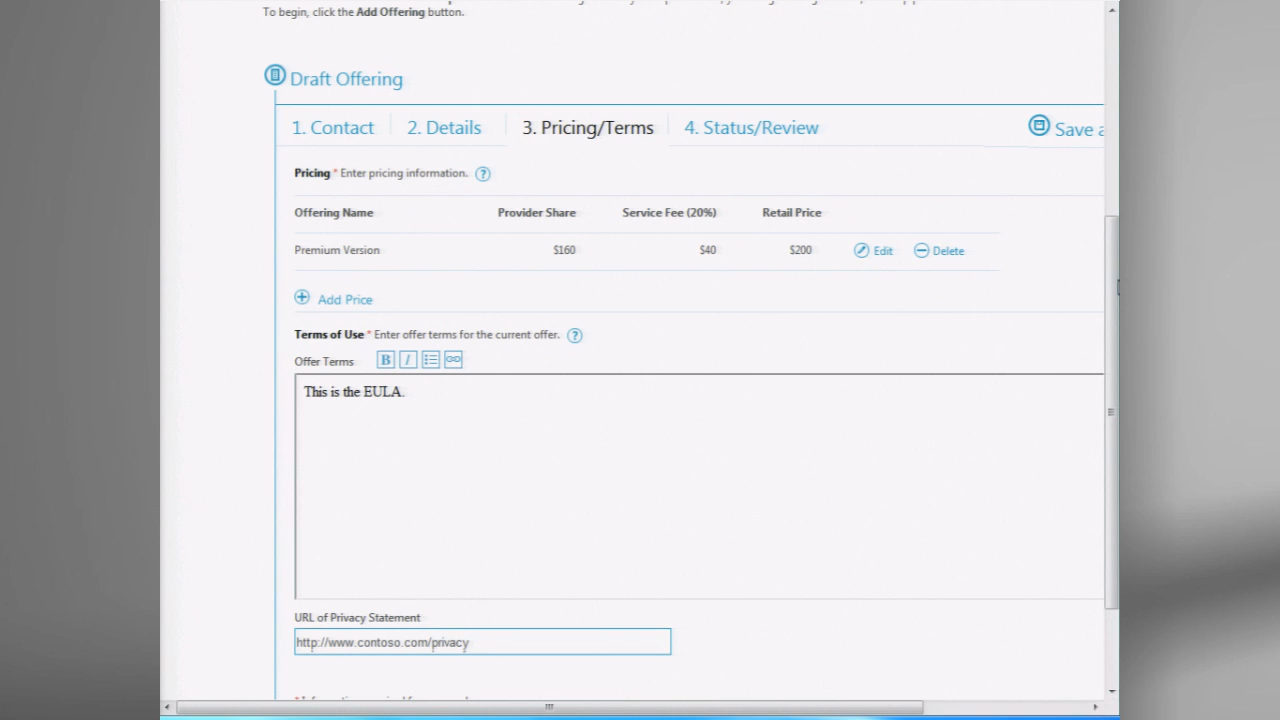 To begin, click the Add Offering button.
Draft Offering
1. Contact 2. Details 3. Pricing/Terms 4. Status/Review Save a
Pricing * Enter pricing information. ?
Offering Name Provider Share Service Fee (20%) Retail Price
Premium Version $160 $40 $200 Edit Delete
Add Price
Terms of Use * Enter offer terms for the current offer. ?
Offer Terms B I
This is the EULA.
URL of Privacy Statement
http://www.contoso.com/privacy